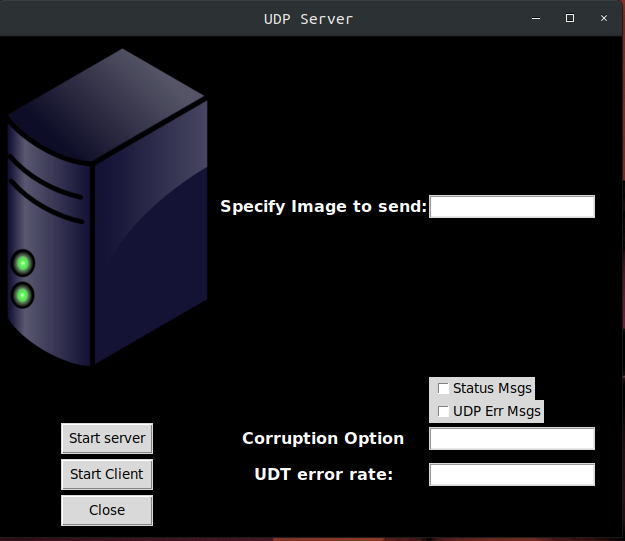 UDP Server
Specify Image to send:
Status Msgs
UDP Err Msgs
Start server
Corruption Option
Start Client
UDT error rate:
Close